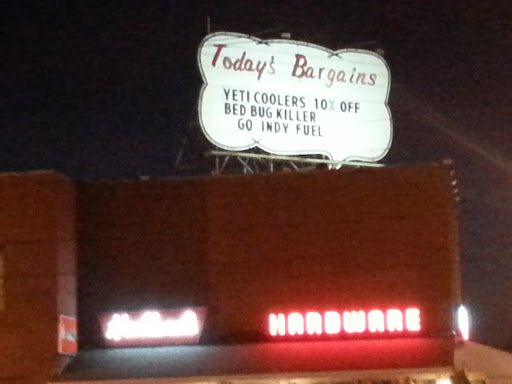 Today's Bargains
YETI COOLERS 10% OFF
BED BUG KILLER
GO INDY FUEL
HARDWARE